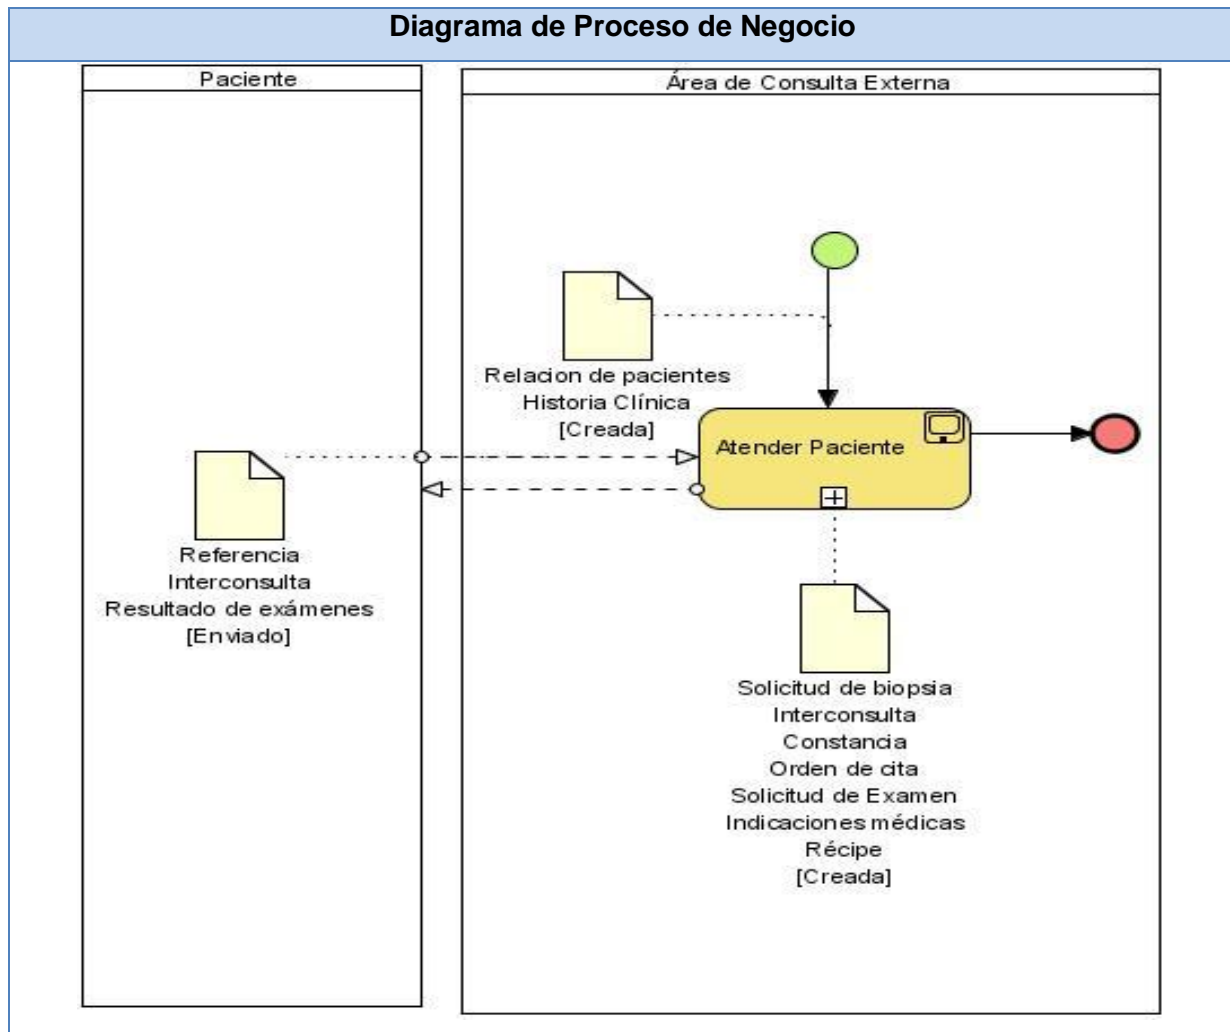 Diagrama de Proceso de Negocio
Paciente
Área de Consulta Externa
Relacion de pacientes
Historia Clínica
[Creada]
Atender Paciente
Referencia
Interconsulta
Resultado de exámenes
[Enviado]
Solicitud de biopsia
Interconsulta
Constancia
Orden de cita
Solicitud de Examen
Indicaciones médicas
Récipe
[Creada]